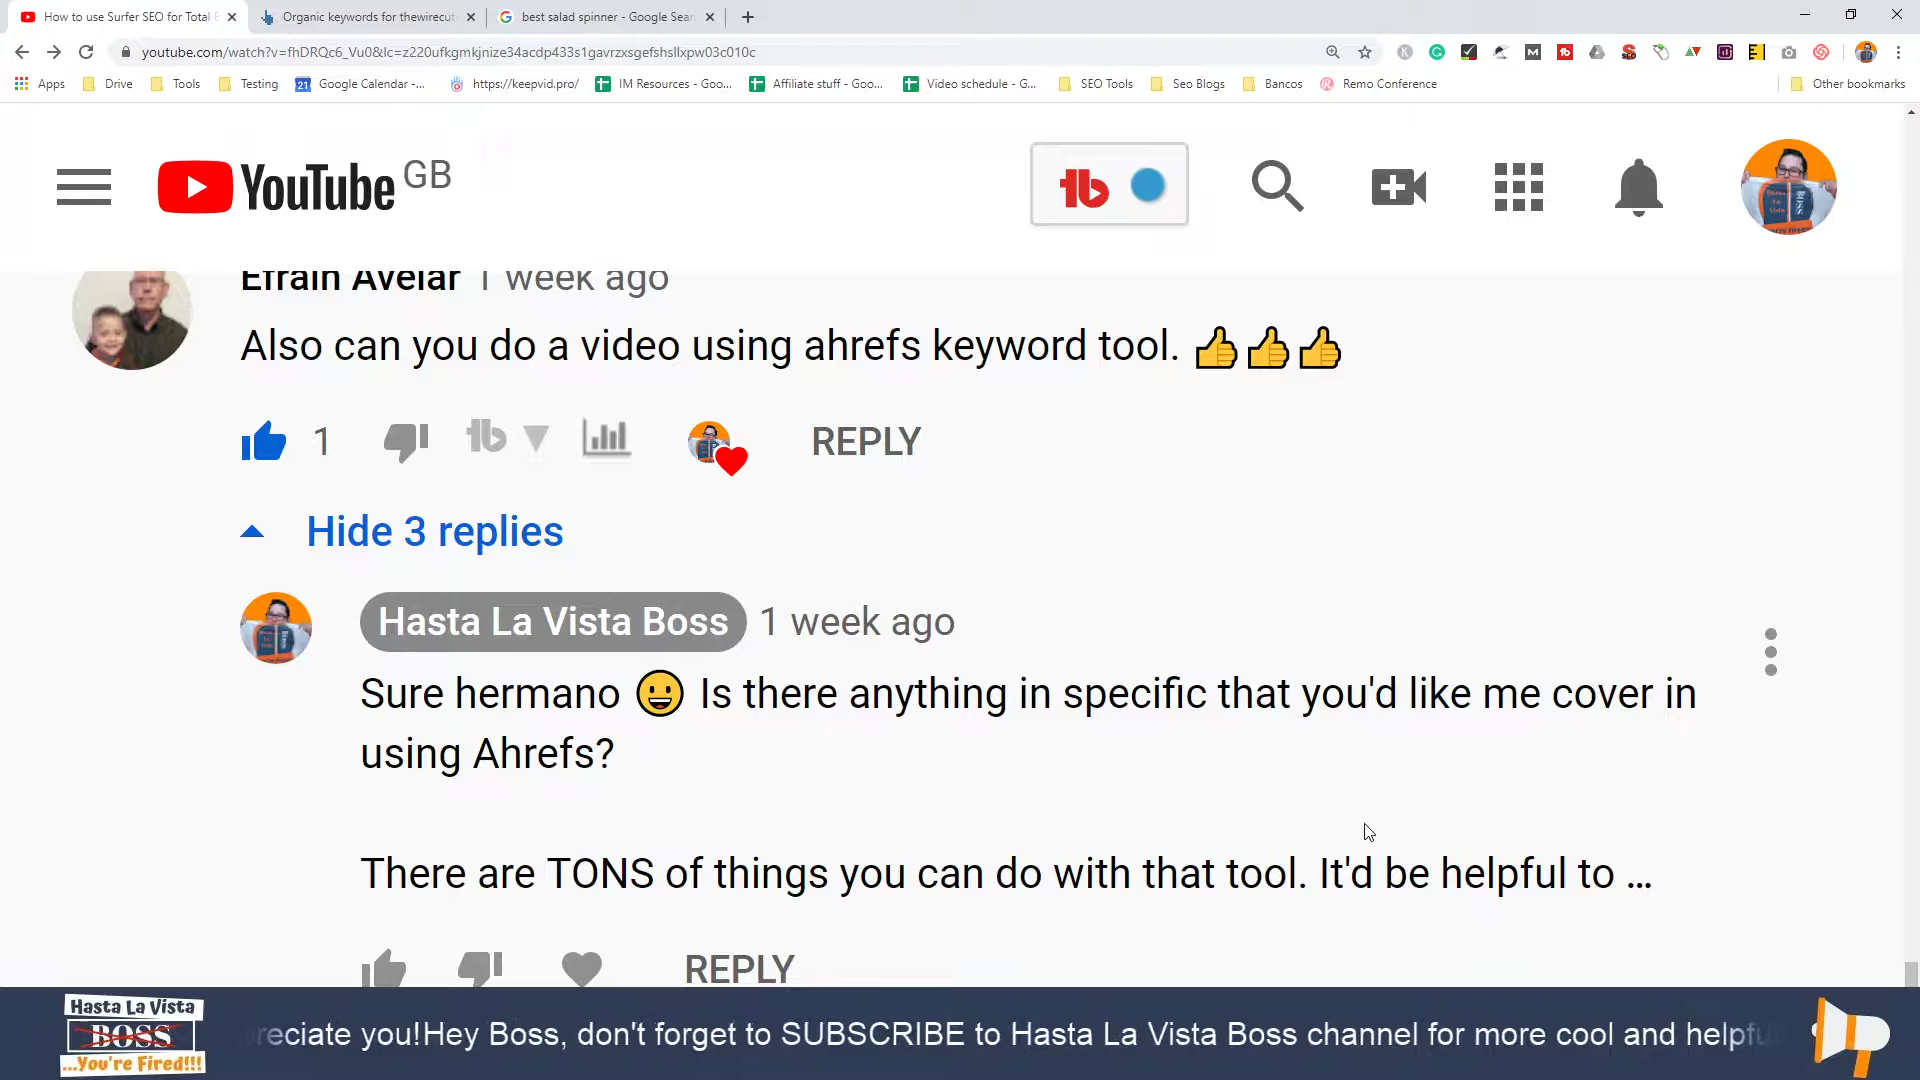 How to use Surfer SEO for Total
Organic keywords for thewirecut
best salad spinner - Google Sear
youtube.com/watch?v=fhDRQc6_Vu0&lc=z220ufkgmkjnize34acdp433s1gavrzxsgefshsllxpw03c010c
Apps
Drive
Tools
Testing
21
Google Calendar -...
https://keepvid.pro/
IM Resources - Goo...
Affiliate stuff - Goo...
Video schedule - G...
SEO Tools
Seo Blogs
Bancos
Remo Conference
Other bookmarks
YouTube GB
Efrain Avelar 1 week ago
Also can you do a video using ahrefs keyword tool. 👍👍👍
1
REPLY
Hide 3 replies
Hasta La Vista Boss 1 week ago
Sure hermano 😀 Is there anything in specific that you'd like me cover in
using Ahrefs?
There are TONS of things you can do with that tool. It'd be helpful to ...
REPLY
Hasta La Vista
BOSS
...You're Fired!!!
reciate you!Hey Boss, don't forget to SUBSCRIBE to Hasta La Vista Boss channel for more cool and helpfu